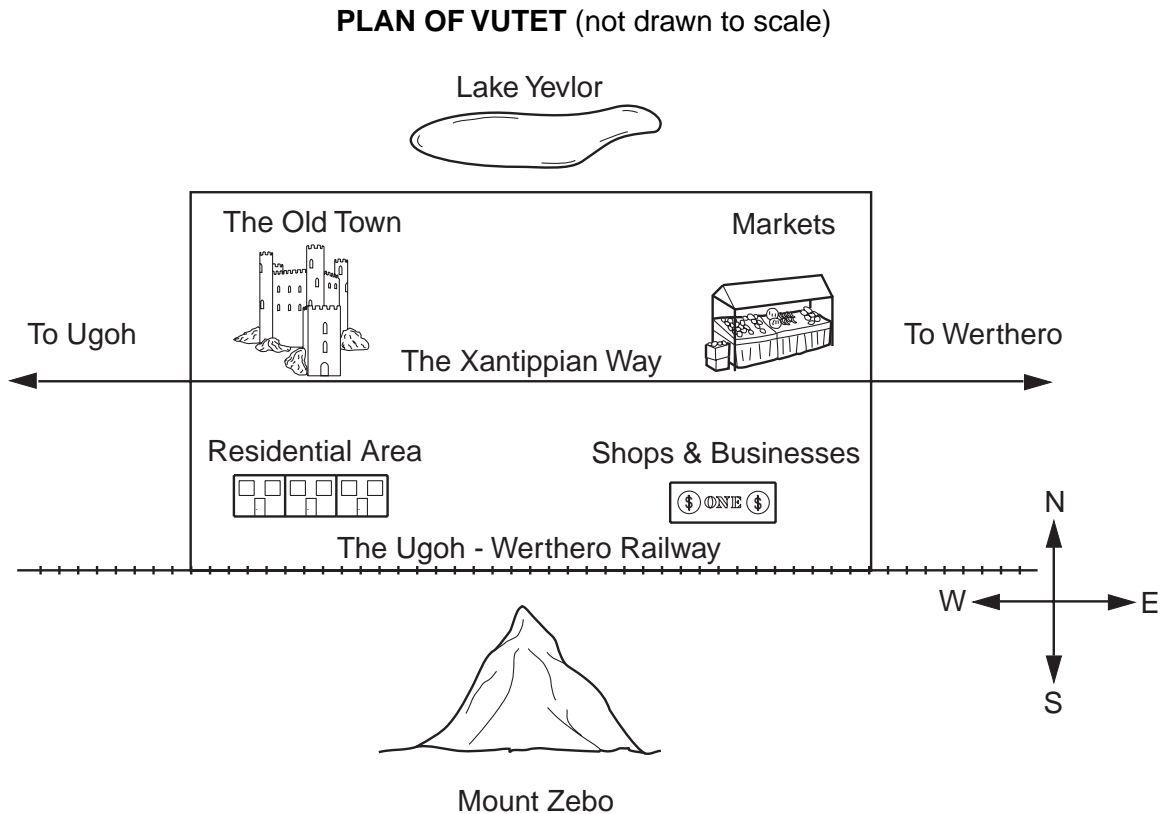 PLAN OF VUTET (not drawn to scale)
Lake Yevlor
The Old Town
Markets
To Ugoh
To Werthero
The Xantippian Way
Residential Area
Shops & Businesses
$ ONE $
N
The Ugoh - Werthero Railway
W
E
S
Mount Zebo